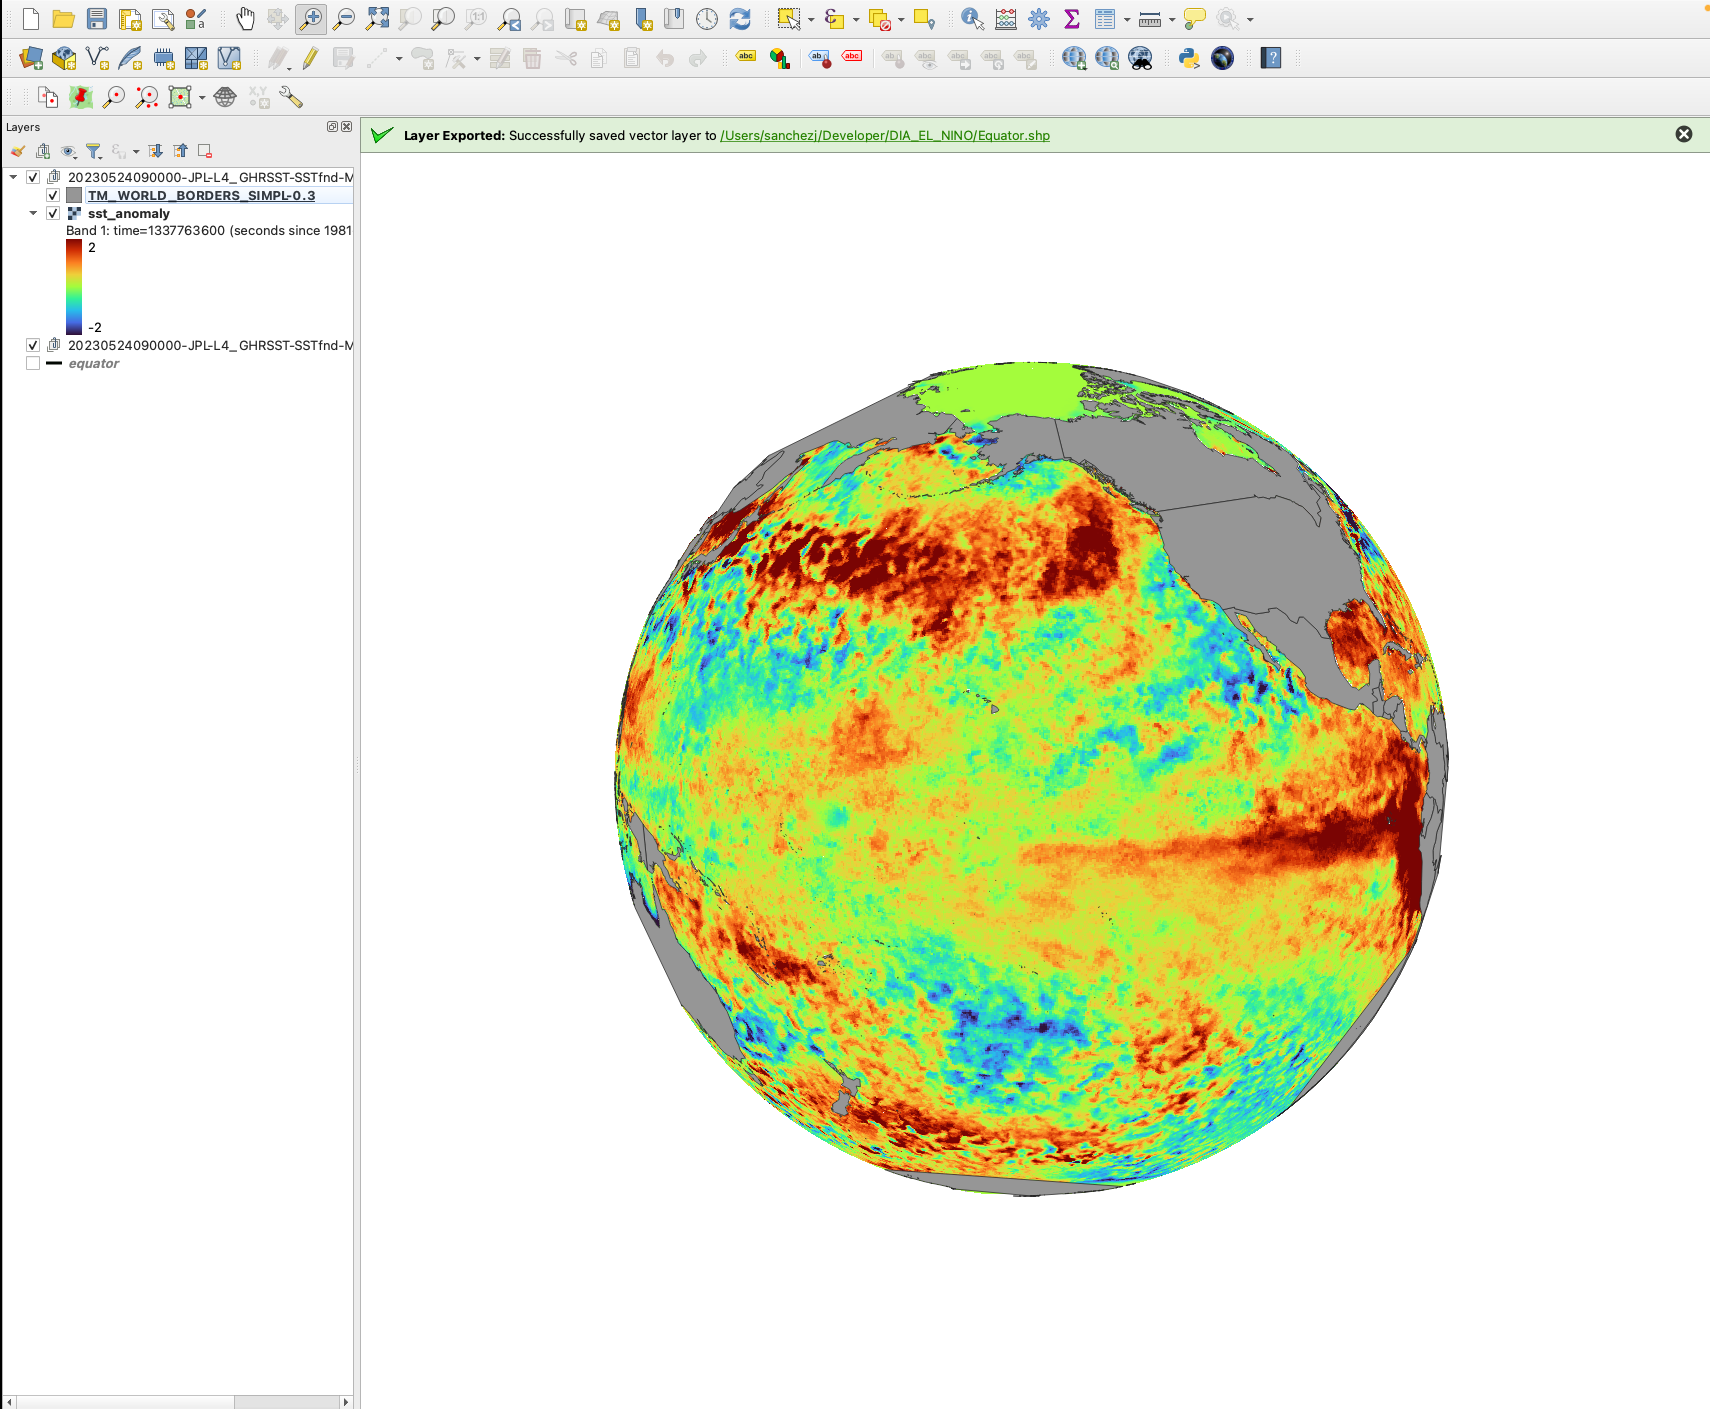 Layers
Layer Exported: Successfully saved vector layer to /Users/sanchezj/Developer/DIA_EL_NINO/Equator.shp
20230524090000-JPL-L4_GHRSST-SSTfnd-M
TM_WORLD_BORDERS_SIMPL-0.3
sst_anomaly
Band 1: time=1337763600 (seconds since 1981-
2
-2
20230524090000-JPL-L4_GHRSST-SSTfnd-M
equator